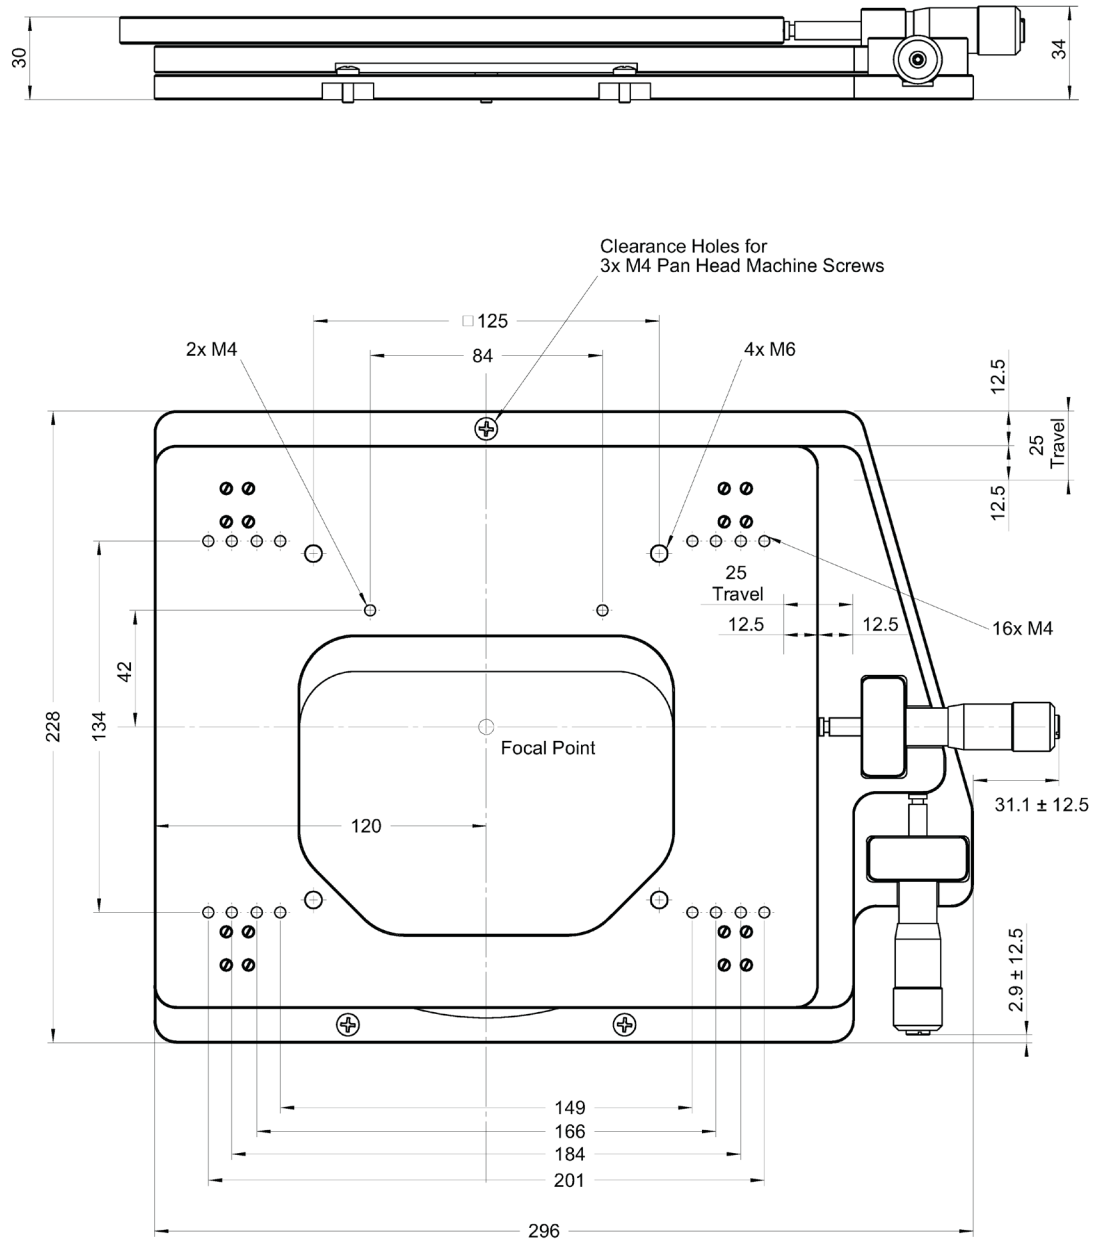 30
34
Clearance Holes for
3x M4 Pan Head Machine Screws
□125
2x M4
84
4x M6
12.5
25
Travel
12.5
25
Travel
12.5
12.5
16x M4
42
134
228
Focal Point
31.1 ± 12.5
120
2.9 ± 12.5
149
166
184
201
296